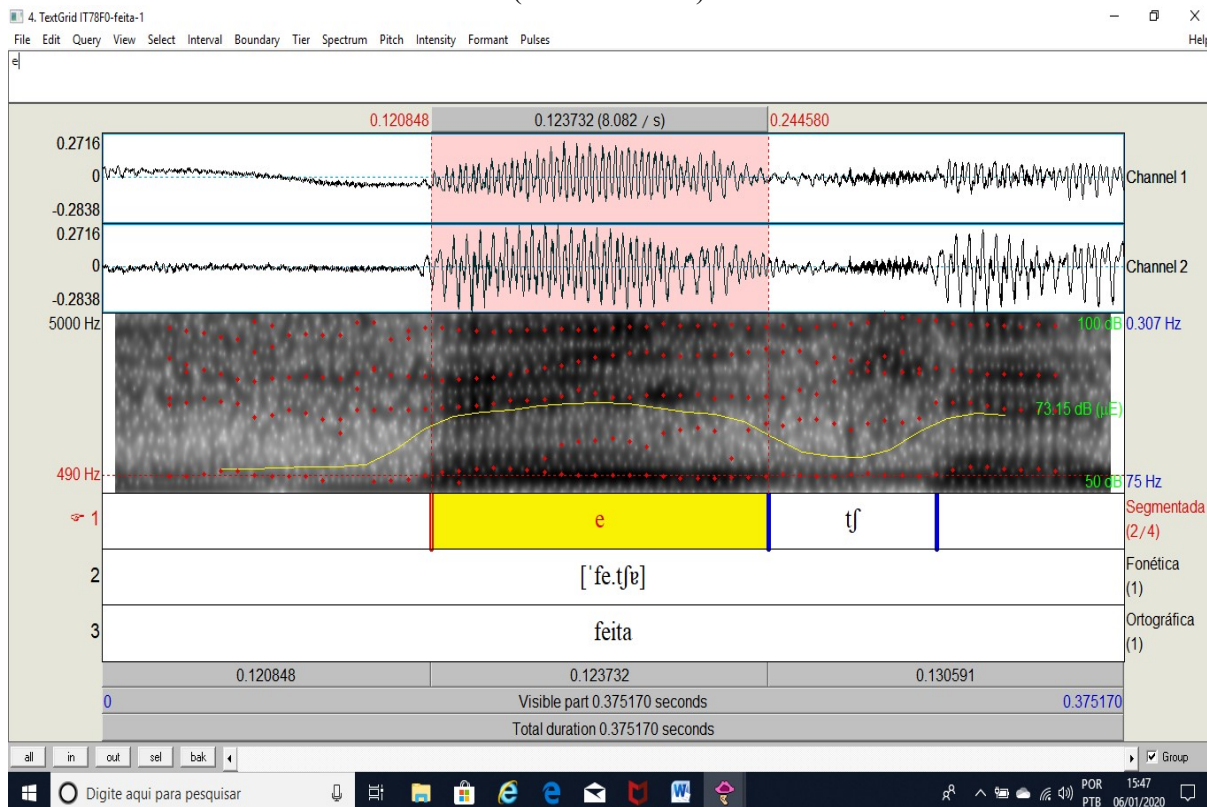 4. TextGrid IT78F0-feita-1
File Edit Query View Select Interval Boundary Tier Spectrum Pitch Intensity Formant Pulses Help
e
0.120848 0.123732 (8.082 / s) 0.244580
0.2716
0
-0.2838
Channel 1
0.2716
0
-0.2838
Channel 2
5000 Hz 100 dB 0.307 Hz
73.15 dB (µE)
490 Hz
50 dB 75 Hz
1 e tʃ Segmentada
(2/4)
2 [ˈfe.tʃɐ] Fonética
(1)
3 feita Ortográfica
(1)
0.120848 0.123732 0.130591
0 Visible part 0.375170 seconds 0.375170
Total duration 0.375170 seconds
all in out sel bak Group
Digite aqui para pesquisar POR 15:47
PTB 06/01/2020